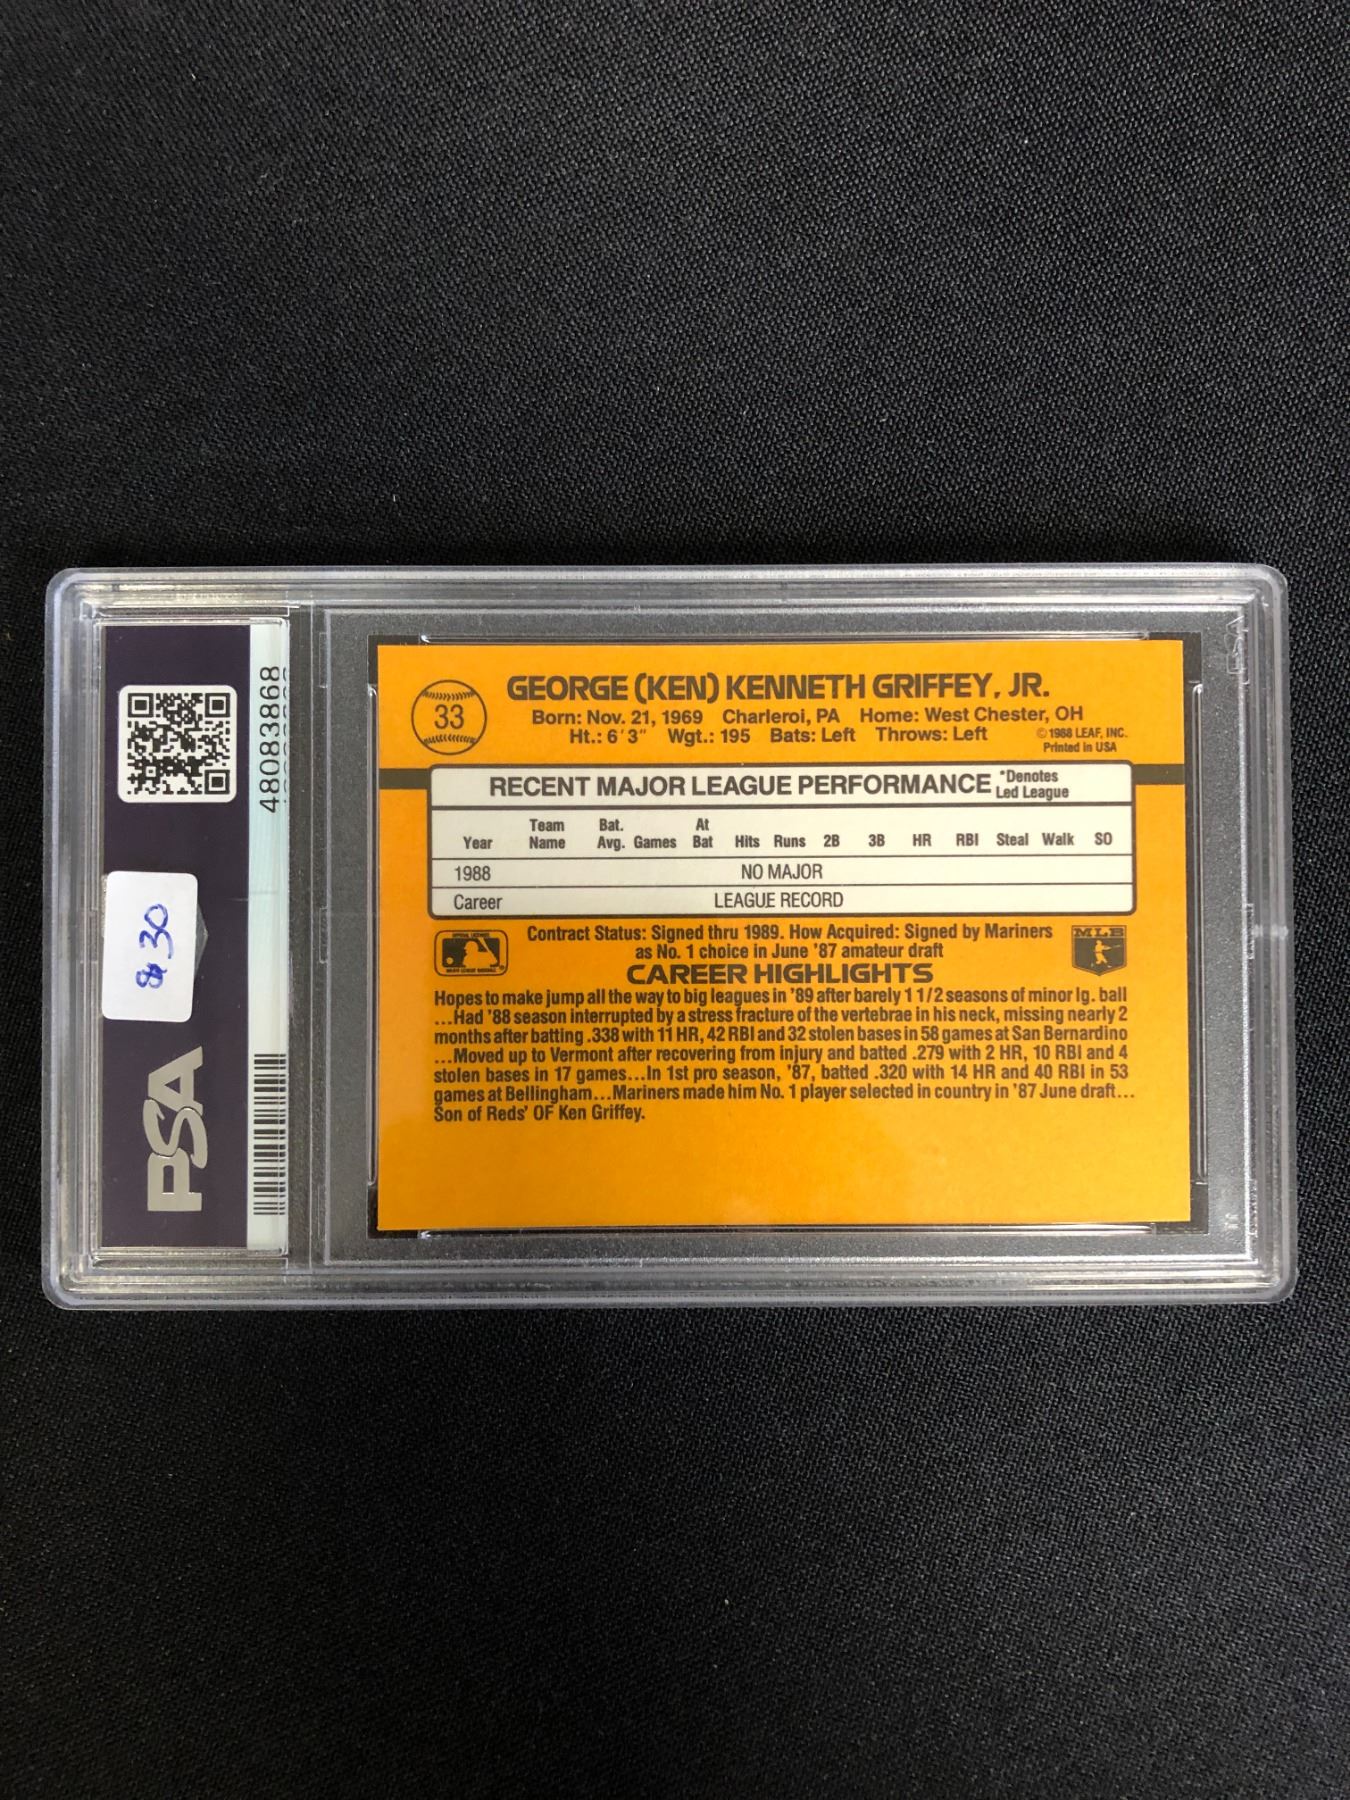 33
GEORGE (KEN) KENNETH GRIFFEY, JR.
Born: Nov. 21, 1969 Charleroi, PA Home: West Chester, OH
Ht.: 6'3" Wgt.: 195 Bats: Left Throws: Left
© 1988 LEAF, INC.
Printed in USA
RECENT MAJOR LEAGUE PERFORMANCE *Denotes Led League
Year Team Name Bat. Avg. Games At Bat Hits Runs 2B 3B HR RBI Steal Walk SO
1988 NO MAJOR
Career LEAGUE RECORD
Contract Status: Signed thru 1989. How Acquired: Signed by Mariners
as No. 1 choice in June '87 amateur draft
MLB
CAREER HIGHLIGHTS
Hopes to make jump all the way to big leagues in '89 after barely 1 1/2 seasons of minor lg. ball
...Had '88 season interrupted by a stress fracture of the vertebrae in his neck, missing nearly 2
months after batting .338 with 11 HR, 42 RBI and 32 stolen bases in 58 games at San Bernardino
...Moved up to Vermont after recovering from injury and batted .279 with 2 HR, 10 RBI and 4
stolen bases in 17 games...In 1st pro season, '87, batted .320 with 14 HR and 40 RBI in 53
games at Bellingham...Mariners made him No. 1 player selected in country in '87 June draft...
Son of Reds' OF Ken Griffey.
48083868
30
PSA